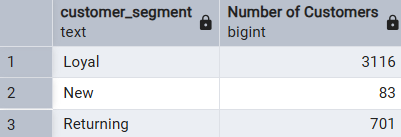 customer_segment Number of Customers
text bigint
1 Loyal 3116
2 New 83
3 Returning 701